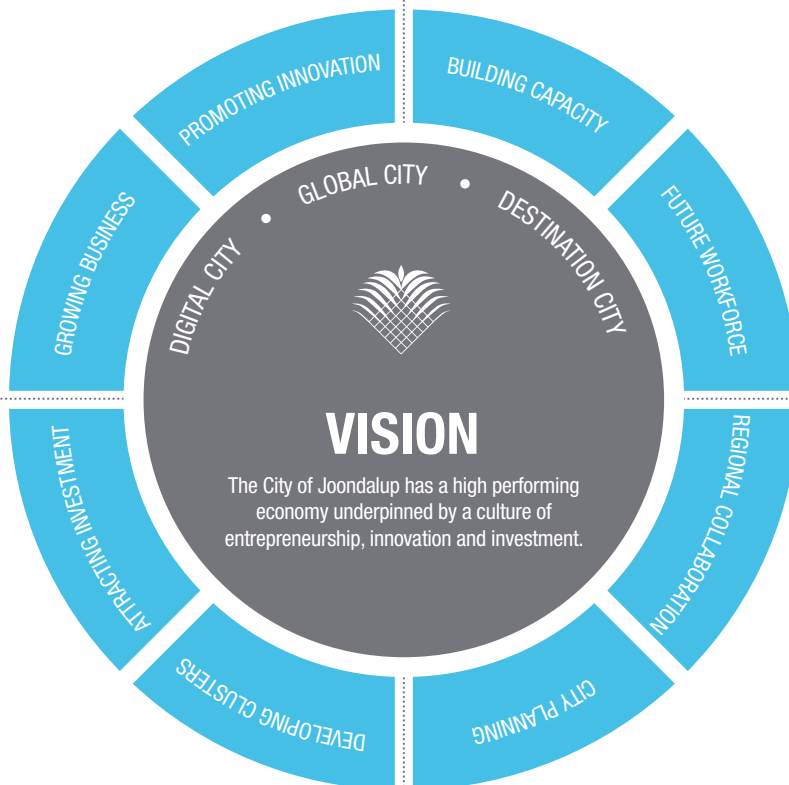 PROMOTING INNOVATION
BUILDING CAPACITY
FUTURE WORKFORCE
REGIONAL COLLABORATION
CITY PLANNING
DEVELOPING CLUSTERS
ATTRACTING INVESTMENT
GROWING BUSINESS
DIGITAL CITY • GLOBAL CITY • DESTINATION CITY
VISION
The City of Joondalup has a high performing
economy underpinned by a culture of
entrepreneurship, innovation and investment.